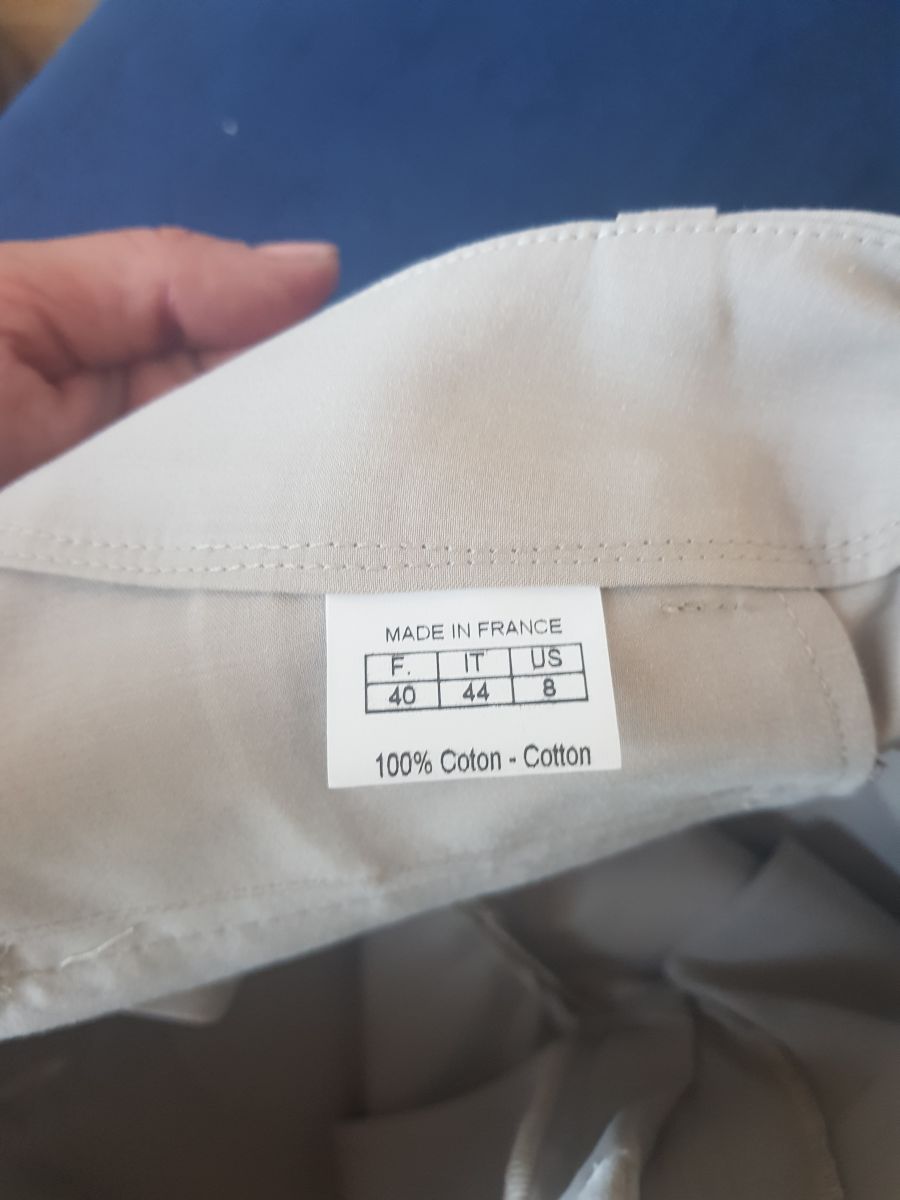 MADE IN FRANCE
F. IT US
40 44 8
100% Coton - Cotton